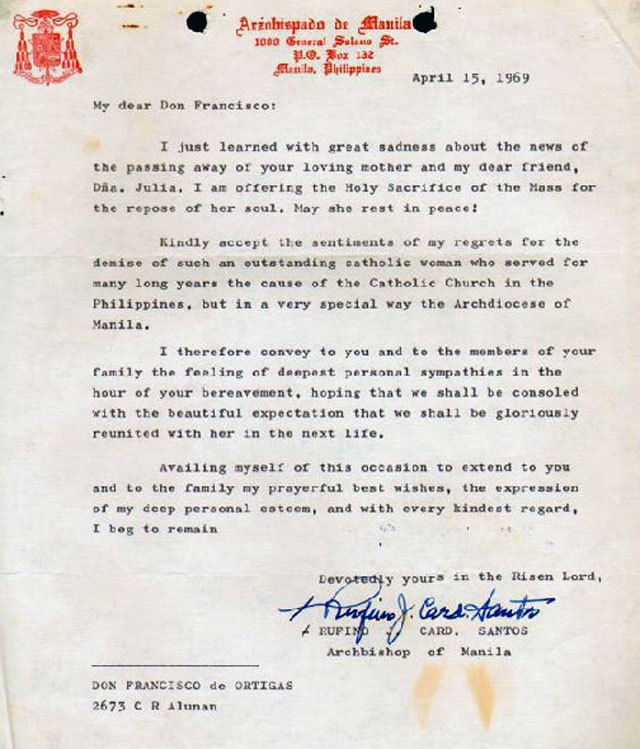 Arzobispado de Manila
1000 General Solano St.
P.O. Box 132
Manila, Philippines
April 15, 1969
My dear Don Francisco:
I just learned with great sadness about the news of
the passing away of your loving mother and my dear friend,
Dña. Julia. I am offering the Holy Sacrifice of the Mass for
the repose of her soul. May she rest in peace!
Kindly accept the sentiments of my regrets for the
demise of such an outstanding catholic woman who served for
many long years the cause of the Catholic Church in the
Philippines, but in a very special way the Archdiocese of
Manila.
I therefore convey to you and to the members of your
family the feeling of deepest personal sympathies in the
hour of your bereavement, hoping that we shall be consoled
with the beautiful expectation that we shall be gloriously
reunited with her in the next life.
Availing myself of this occasion to extend to you
and to the family my prayerful best wishes, the expression
of my deep personal esteem, and with every kindest regard,
I beg to remain
Devotedly yours in the Risen Lord,
+ Rufino J. Card. Santos
+ RUFINO J. CARD. SANTOS
Archbishop of Manila
DON FRANCISCO de ORTIGAS
2673 C R Alunan